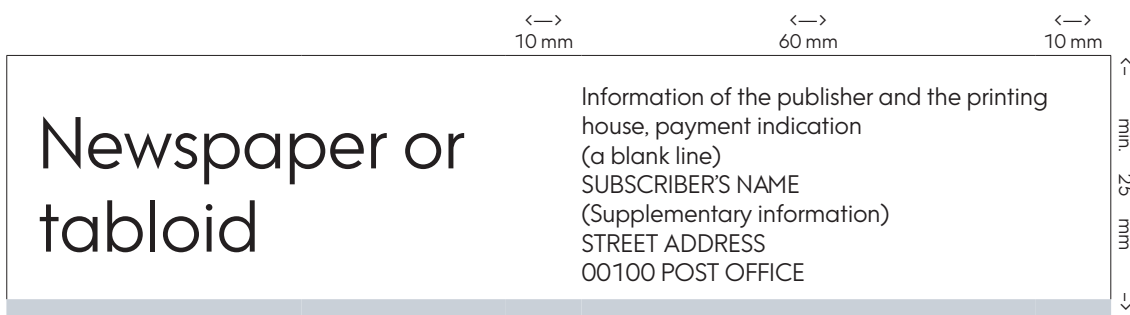 <—> <—> <—>
10 mm 60 mm 10 mm
Newspaper or
tabloid
Information of the publisher and the printing
house, payment indication
(a blank line)
SUBSCRIBER’S NAME
(Supplementary information)
STREET ADDRESS
00100 POST OFFICE
<– min. 25 mm –>